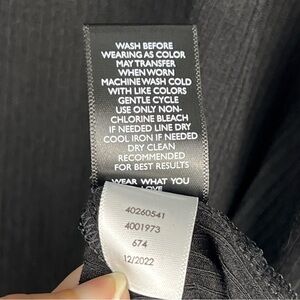 WASH BEFORE
WEARING AS COLOR
MAY TRANSFER
WHEN WORN
MACHINE WASH COLD
WITH LIKE COLORS
GENTLE CYCLE
USE ONLY NON-
CHLORINE BLEACH
IF NEEDED LINE DRY
COOL IRON IF NEEDED
DRY CLEAN
RECOMMENDED
FOR BEST RESULTS
WEAR WHAT YOU
LOVE
40260541
4001973
674
12/2022